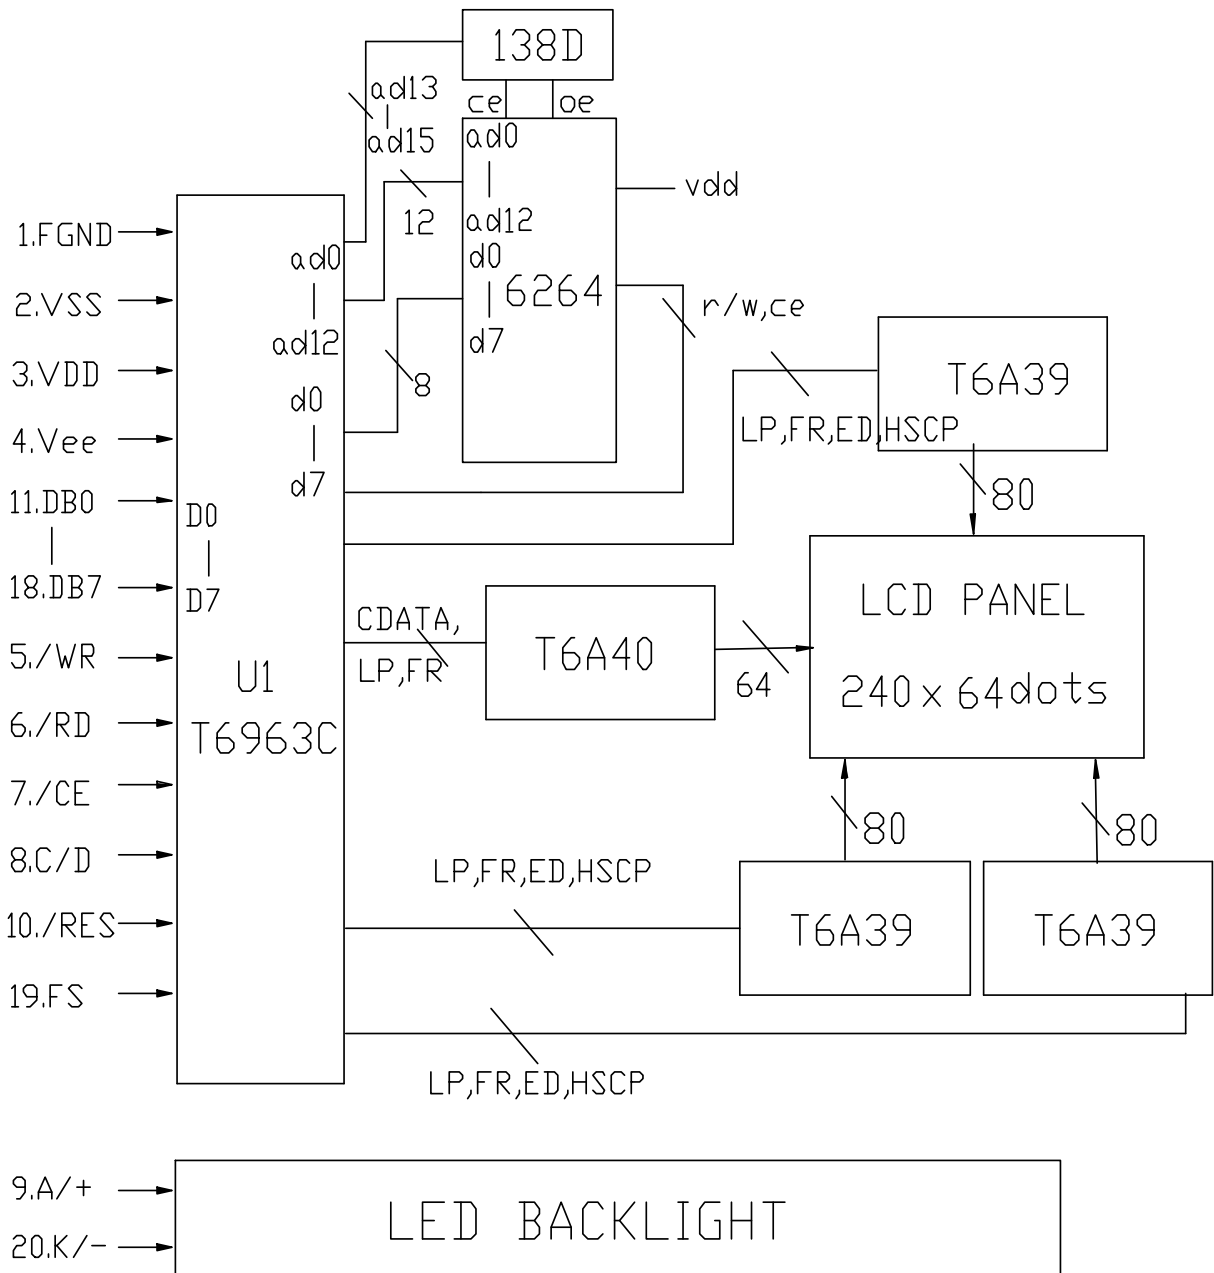 138D
ad13
ad15
ce
oe
ad0
ad12
d0
d7
6264
vdd
12
8
r/w,ce
1.FGND
2.VSS
3.VDD
4.Vee
11.DB0
18.DB7
5./WR
6./RD
7./CE
8.C/D
10./RES
19.FS
ad0
ad12
d0
d7
D0
D7
U1
T6963C
T6A39
LP,FR,ED,HSCP
80
LCD PANEL
240 x 64dots
CDATA,
LP,FR
T6A40
64
80
80
LP,FR,ED,HSCP
T6A39
T6A39
LP,FR,ED,HSCP
9.A/+
20.K/-
LED BACKLIGHT